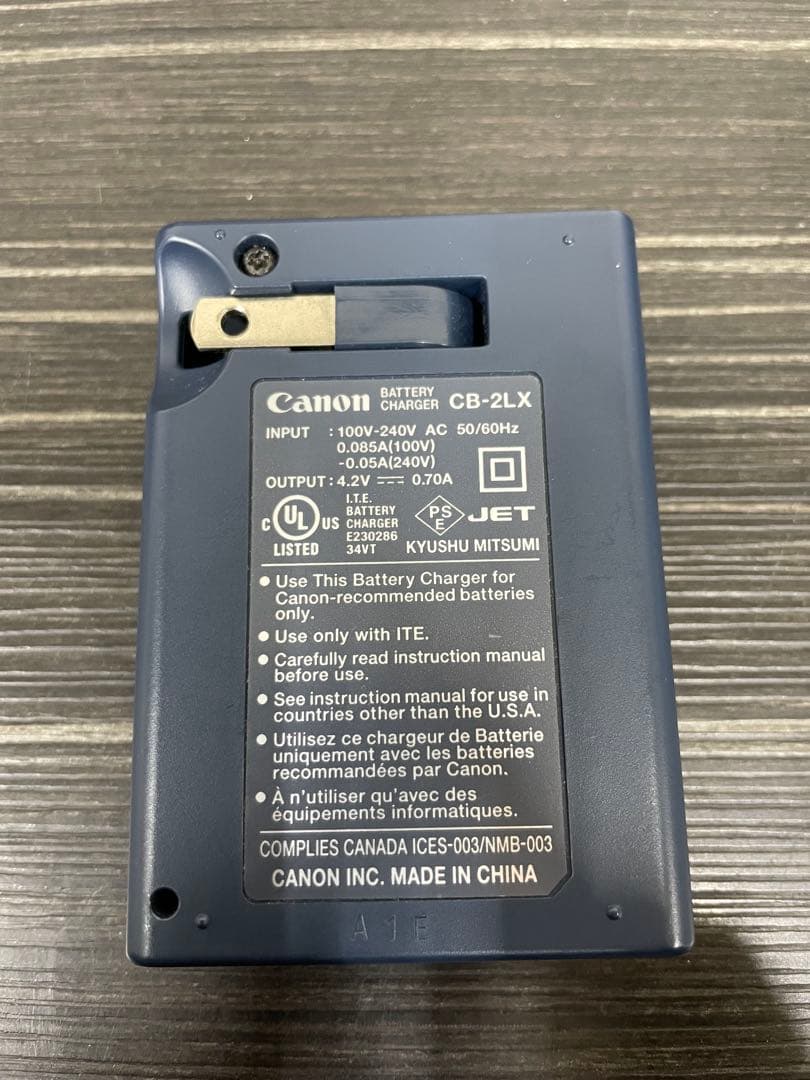 Canon BATTERY CHARGER CB-2LX
INPUT : 100V-240V AC 50/60Hz
0.085A(100V)
-0.05A(240V)
OUTPUT : 4.2V ⎓ 0.70A
C UL US LISTED
I.T.E.
BATTERY
CHARGER
E230286
34VT
PS
E
JET
KYUSHU MITSUMI
● Use This Battery Charger for
Canon-recommended batteries
only.
● Use only with ITE.
● Carefully read instruction manual
before use.
● See instruction manual for use in
countries other than the U.S.A.
● Utilisez ce chargeur de Batterie
uniquement avec les batteries
recommandées par Canon.
● À n'utiliser qu'avec des
équipements informatiques.
COMPLIES CANADA ICES-003/NMB-003
CANON INC. MADE IN CHINA
A 1 E